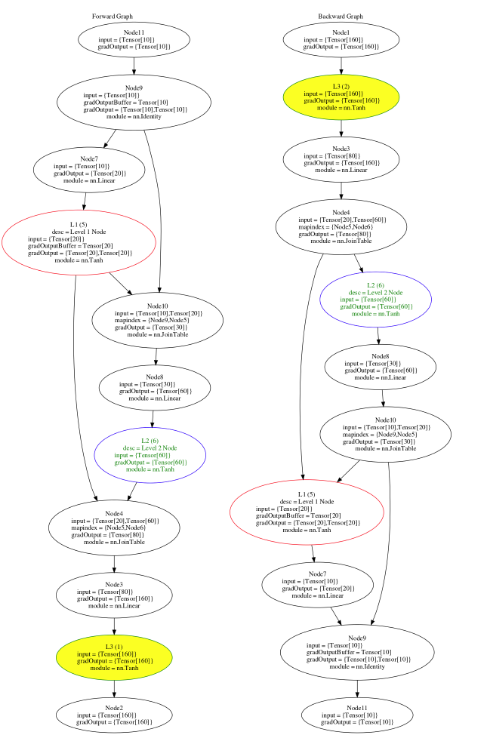 Forward Graph
Node11
input = {Tensor[10]}
gradOutput = {Tensor[10]}
Node9
input = {Tensor[10]}
gradOutputBuffer = Tensor[10]
gradOutput = {Tensor[10],Tensor[10]}
module = nn.Identity
Node7
input = {Tensor[10]}
gradOutput = {Tensor[20]}
module = nn.Linear
L1 (5)
desc = Level 1 Node
input = {Tensor[20]}
gradOutputBuffer = Tensor[20]
gradOutput = {Tensor[20],Tensor[20]}
module = nn.Tanh
Node10
input = {Tensor[10],Tensor[20]}
mapindex = {Node9,Node5}
gradOutput = {Tensor[30]}
module = nn.JoinTable
Node8
input = {Tensor[30]}
gradOutput = {Tensor[60]}
module = nn.Linear
L2 (6)
desc = Level 2 Node
input = {Tensor[60]}
gradOutput = {Tensor[60]}
module = nn.Tanh
Node4
input = {Tensor[20],Tensor[60]}
mapindex = {Node5,Node6}
gradOutput = {Tensor[80]}
module = nn.JoinTable
Node3
input = {Tensor[80]}
gradOutput = {Tensor[160]}
module = nn.Linear
L3 (1)
input = {Tensor[160]}
gradOutput = {Tensor[160]}
module = nn.Tanh
Node2
input = {Tensor[160]}
gradOutput = {Tensor[160]}
Backward Graph
Node1
input = {Tensor[160]}
gradOutput = {Tensor[160]}
L3 (2)
input = {Tensor[160]}
gradOutput = {Tensor[160]}
module = nn.Tanh
Node3
input = {Tensor[80]}
gradOutput = {Tensor[160]}
module = nn.Linear
Node4
input = {Tensor[20],Tensor[60]}
mapindex = {Node5,Node6}
gradOutput = {Tensor[80]}
module = nn.JoinTable
L2 (6)
desc = Level 2 Node
input = {Tensor[60]}
gradOutput = {Tensor[60]}
module = nn.Tanh
Node8
input = {Tensor[30]}
gradOutput = {Tensor[60]}
module = nn.Linear
Node10
input = {Tensor[10],Tensor[20]}
mapindex = {Node9,Node5}
gradOutput = {Tensor[30]}
module = nn.JoinTable
L1 (5)
desc = Level 1 Node
input = {Tensor[20]}
gradOutputBuffer = Tensor[20]
gradOutput = {Tensor[20],Tensor[20]}
module = nn.Tanh
Node7
input = {Tensor[10]}
gradOutput = {Tensor[20]}
module = nn.Linear
Node9
input = {Tensor[10]}
gradOutputBuffer = Tensor[10]
gradOutput = {Tensor[10],Tensor[10]}
module = nn.Identity
Node11
input = {Tensor[10]}
gradOutput = {Tensor[10]}